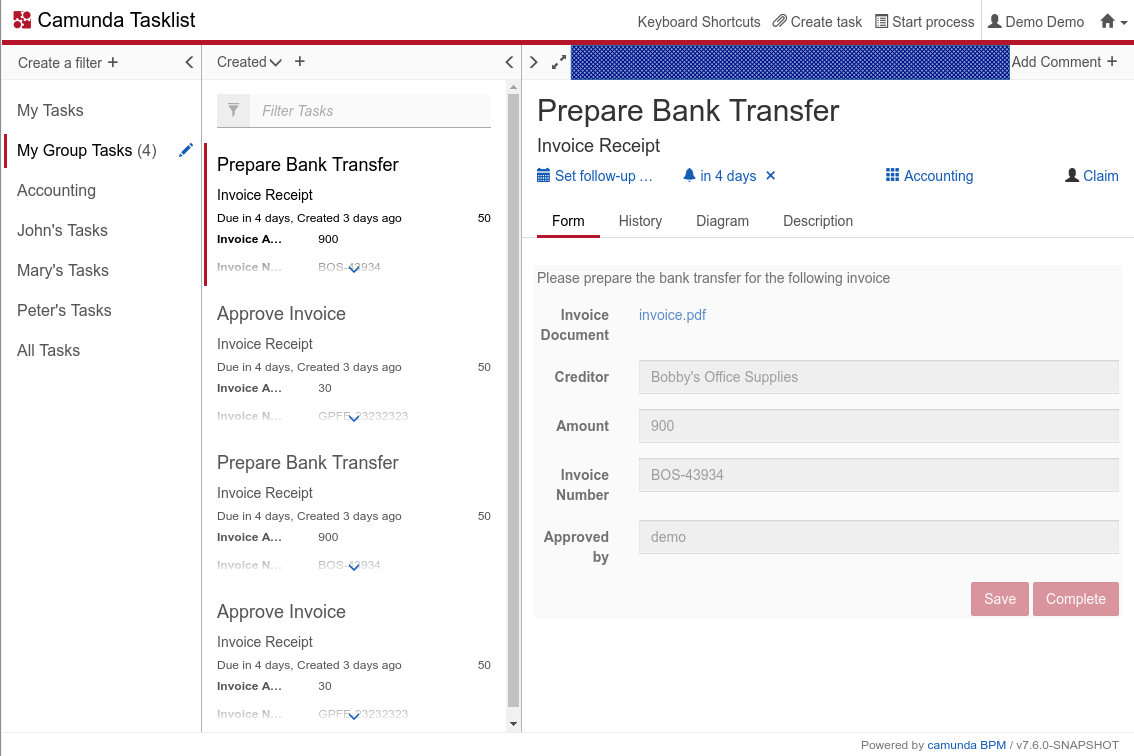 Camunda Tasklist
Keyboard Shortcuts Create task Start process Demo Demo
Create a filter +
Created +
Add Comment +
My Tasks
My Group Tasks (4)
Accounting
John's Tasks
Mary's Tasks
Peter's Tasks
All Tasks
Filter Tasks
Prepare Bank Transfer
Invoice Receipt
Due in 4 days, Created 3 days ago 50
Invoice A... 900
Invoice N... BOS-43934
Approve Invoice
Invoice Receipt
Due in 4 days, Created 3 days ago 50
Invoice A... 30
Invoice N... GPFE-23232323
Prepare Bank Transfer
Invoice Receipt
Due in 4 days, Created 3 days ago 50
Invoice A... 900
Invoice N... BOS-43934
Approve Invoice
Invoice Receipt
Due in 4 days, Created 3 days ago 50
Invoice A... 30
Invoice N... GPFE-23232323
Prepare Bank Transfer
Invoice Receipt
Set follow-up ... in 4 days × Accounting Claim
Form History Diagram Description
Please prepare the bank transfer for the following invoice
Invoice Document invoice.pdf
Creditor Bobby's Office Supplies
Amount 900
Invoice Number BOS-43934
Approved by demo
Save Complete
Powered by camunda BPM / v7.6.0-SNAPSHOT